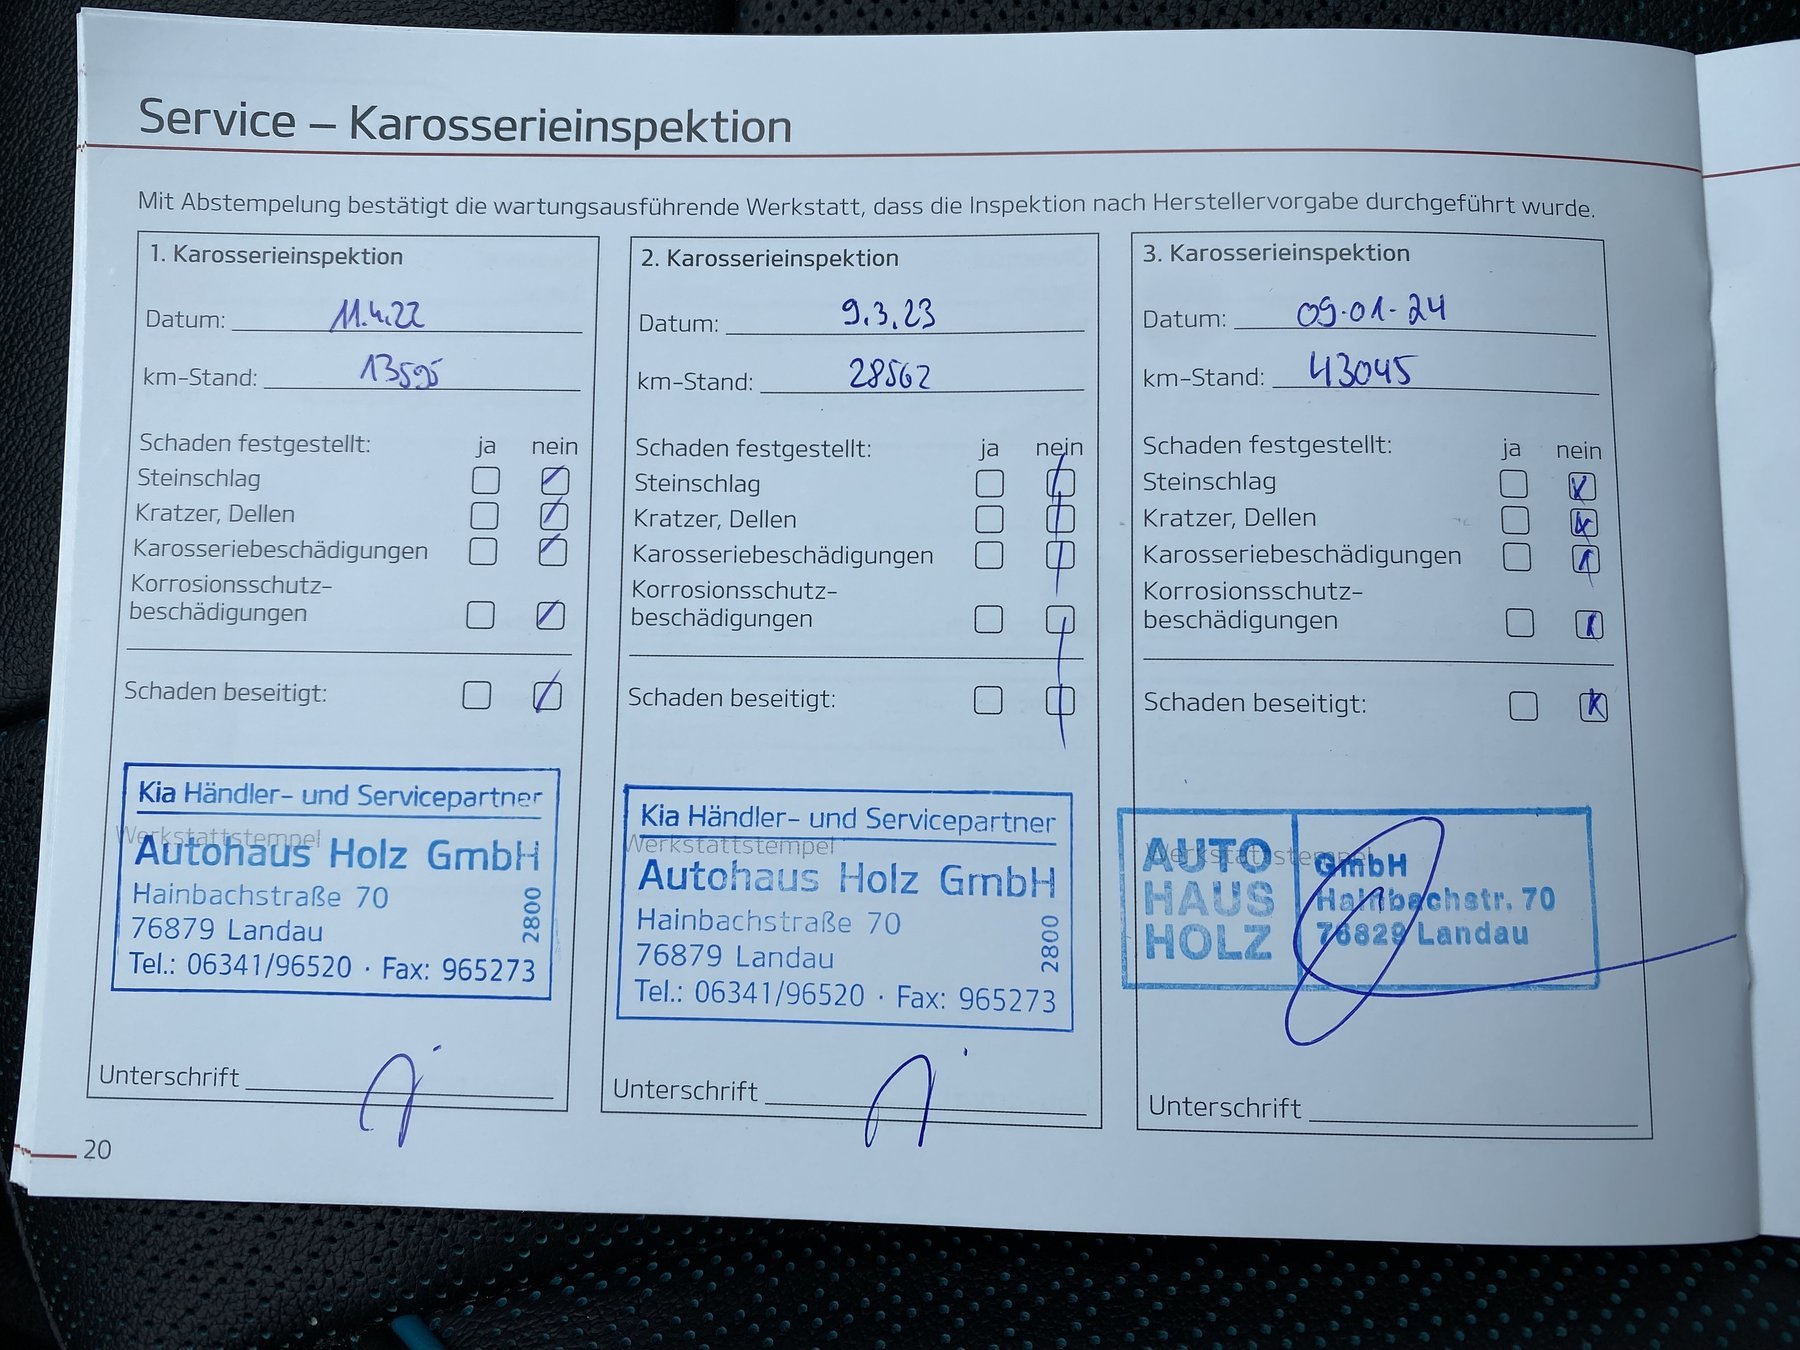 Service – Karosserieinspektion
Mit Abstempelung bestätigt die wartungsausführende Werkstatt, dass die Inspektion nach Herstellervorgabe durchgeführt wurde.
1. Karosserieinspektion
Datum: 11.4.22
km-Stand: 13595
Schaden festgestellt: ja nein
Steinschlag
Kratzer, Dellen
Karosseriebeschädigungen
Korrosionsschutz-
beschädigungen
Schaden beseitigt:
Werkstattstempel
Kia Händler- und Servicepartner
Autohaus Holz GmbH
Hainbachstraße 70
76879 Landau
2800
Tel.: 06341/96520 · Fax: 965273
Unterschrift
2. Karosserieinspektion
Datum: 9.3.23
km-Stand: 28562
Schaden festgestellt: ja nein
Steinschlag
Kratzer, Dellen
Karosseriebeschädigungen
Korrosionsschutz-
beschädigungen
Schaden beseitigt:
Werkstattstempel
Kia Händler- und Servicepartner
Autohaus Holz GmbH
Hainbachstraße 70
76879 Landau
2800
Tel.: 06341/96520 · Fax: 965273
Unterschrift
3. Karosserieinspektion
Datum: 09.01.24
km-Stand: 43045
Schaden festgestellt: ja nein
Steinschlag
Kratzer, Dellen
Karosseriebeschädigungen
Korrosionsschutz-
beschädigungen
Schaden beseitigt:
Werkstattstempel
AUTO
HAUS
HOLZ
GmbH
Hainbachstr. 70
76829 Landau
Unterschrift
20